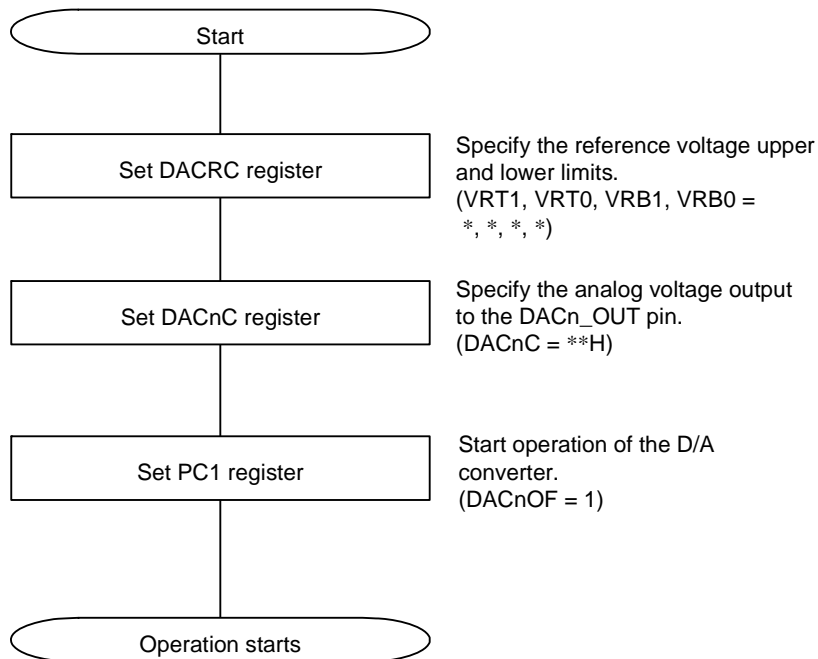 Start
Set DACRC register
Specify the reference voltage upper
and lower limits.
(VRT1, VRT0, VRB1, VRB0 =
*, *, *, *)
Set DACnC register
Specify the analog voltage output
to the DACn_OUT pin.
(DACnC = **H)
Set PC1 register
Start operation of the D/A
converter.
(DACnOF = 1)
Operation starts